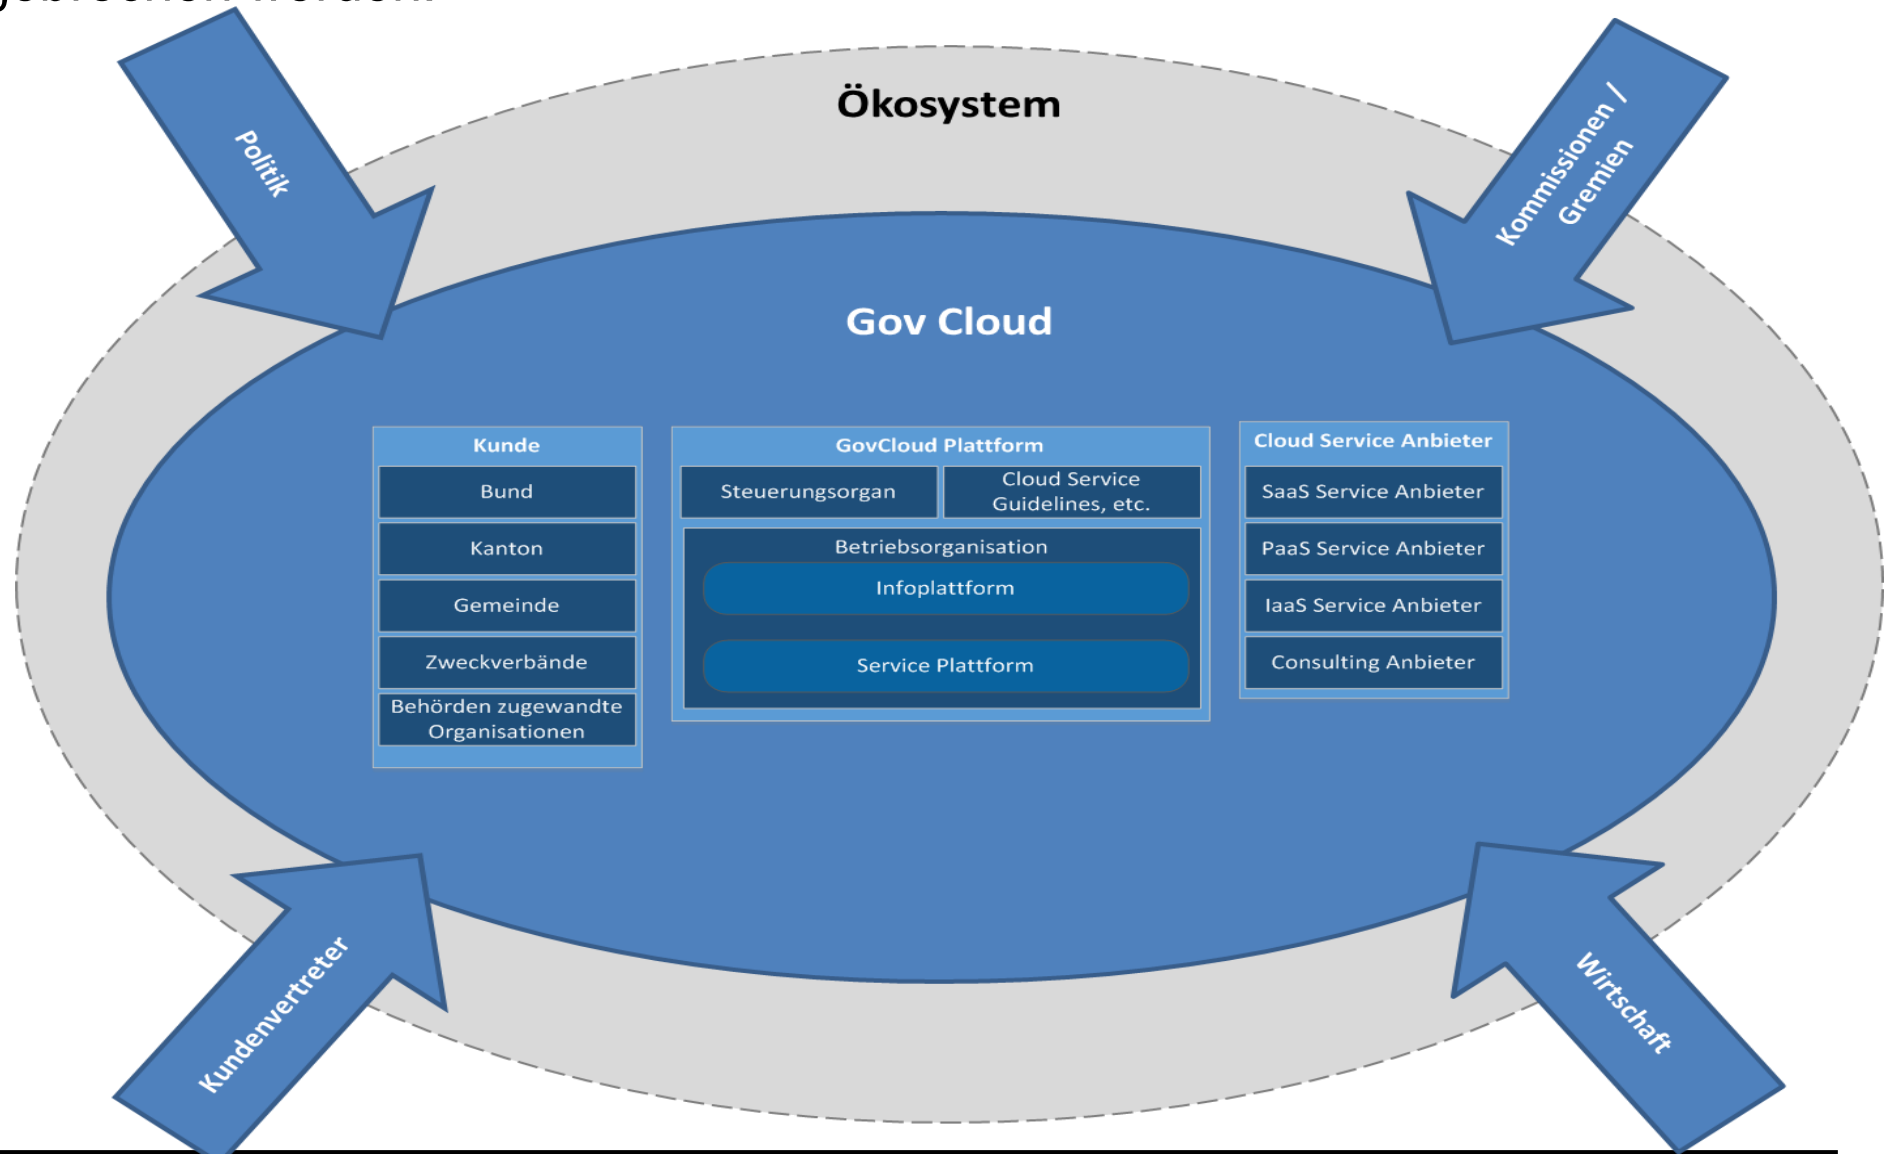 Ökosystem
Politik
Kommissionen /
Gremien
Gov Cloud
Kunde
Bund
Kanton
Gemeinde
Zweckverbände
Behörden zugewandte
Organisationen
GovCloud Plattform
Steuerungsorgan
Cloud Service
Guidelines, etc.
Betriebsorganisation
Infoplattform
Service Plattform
Cloud Service Anbieter
SaaS Service Anbieter
PaaS Service Anbieter
IaaS Service Anbieter
Consulting Anbieter
Kundenvertreter
Wirtschaft